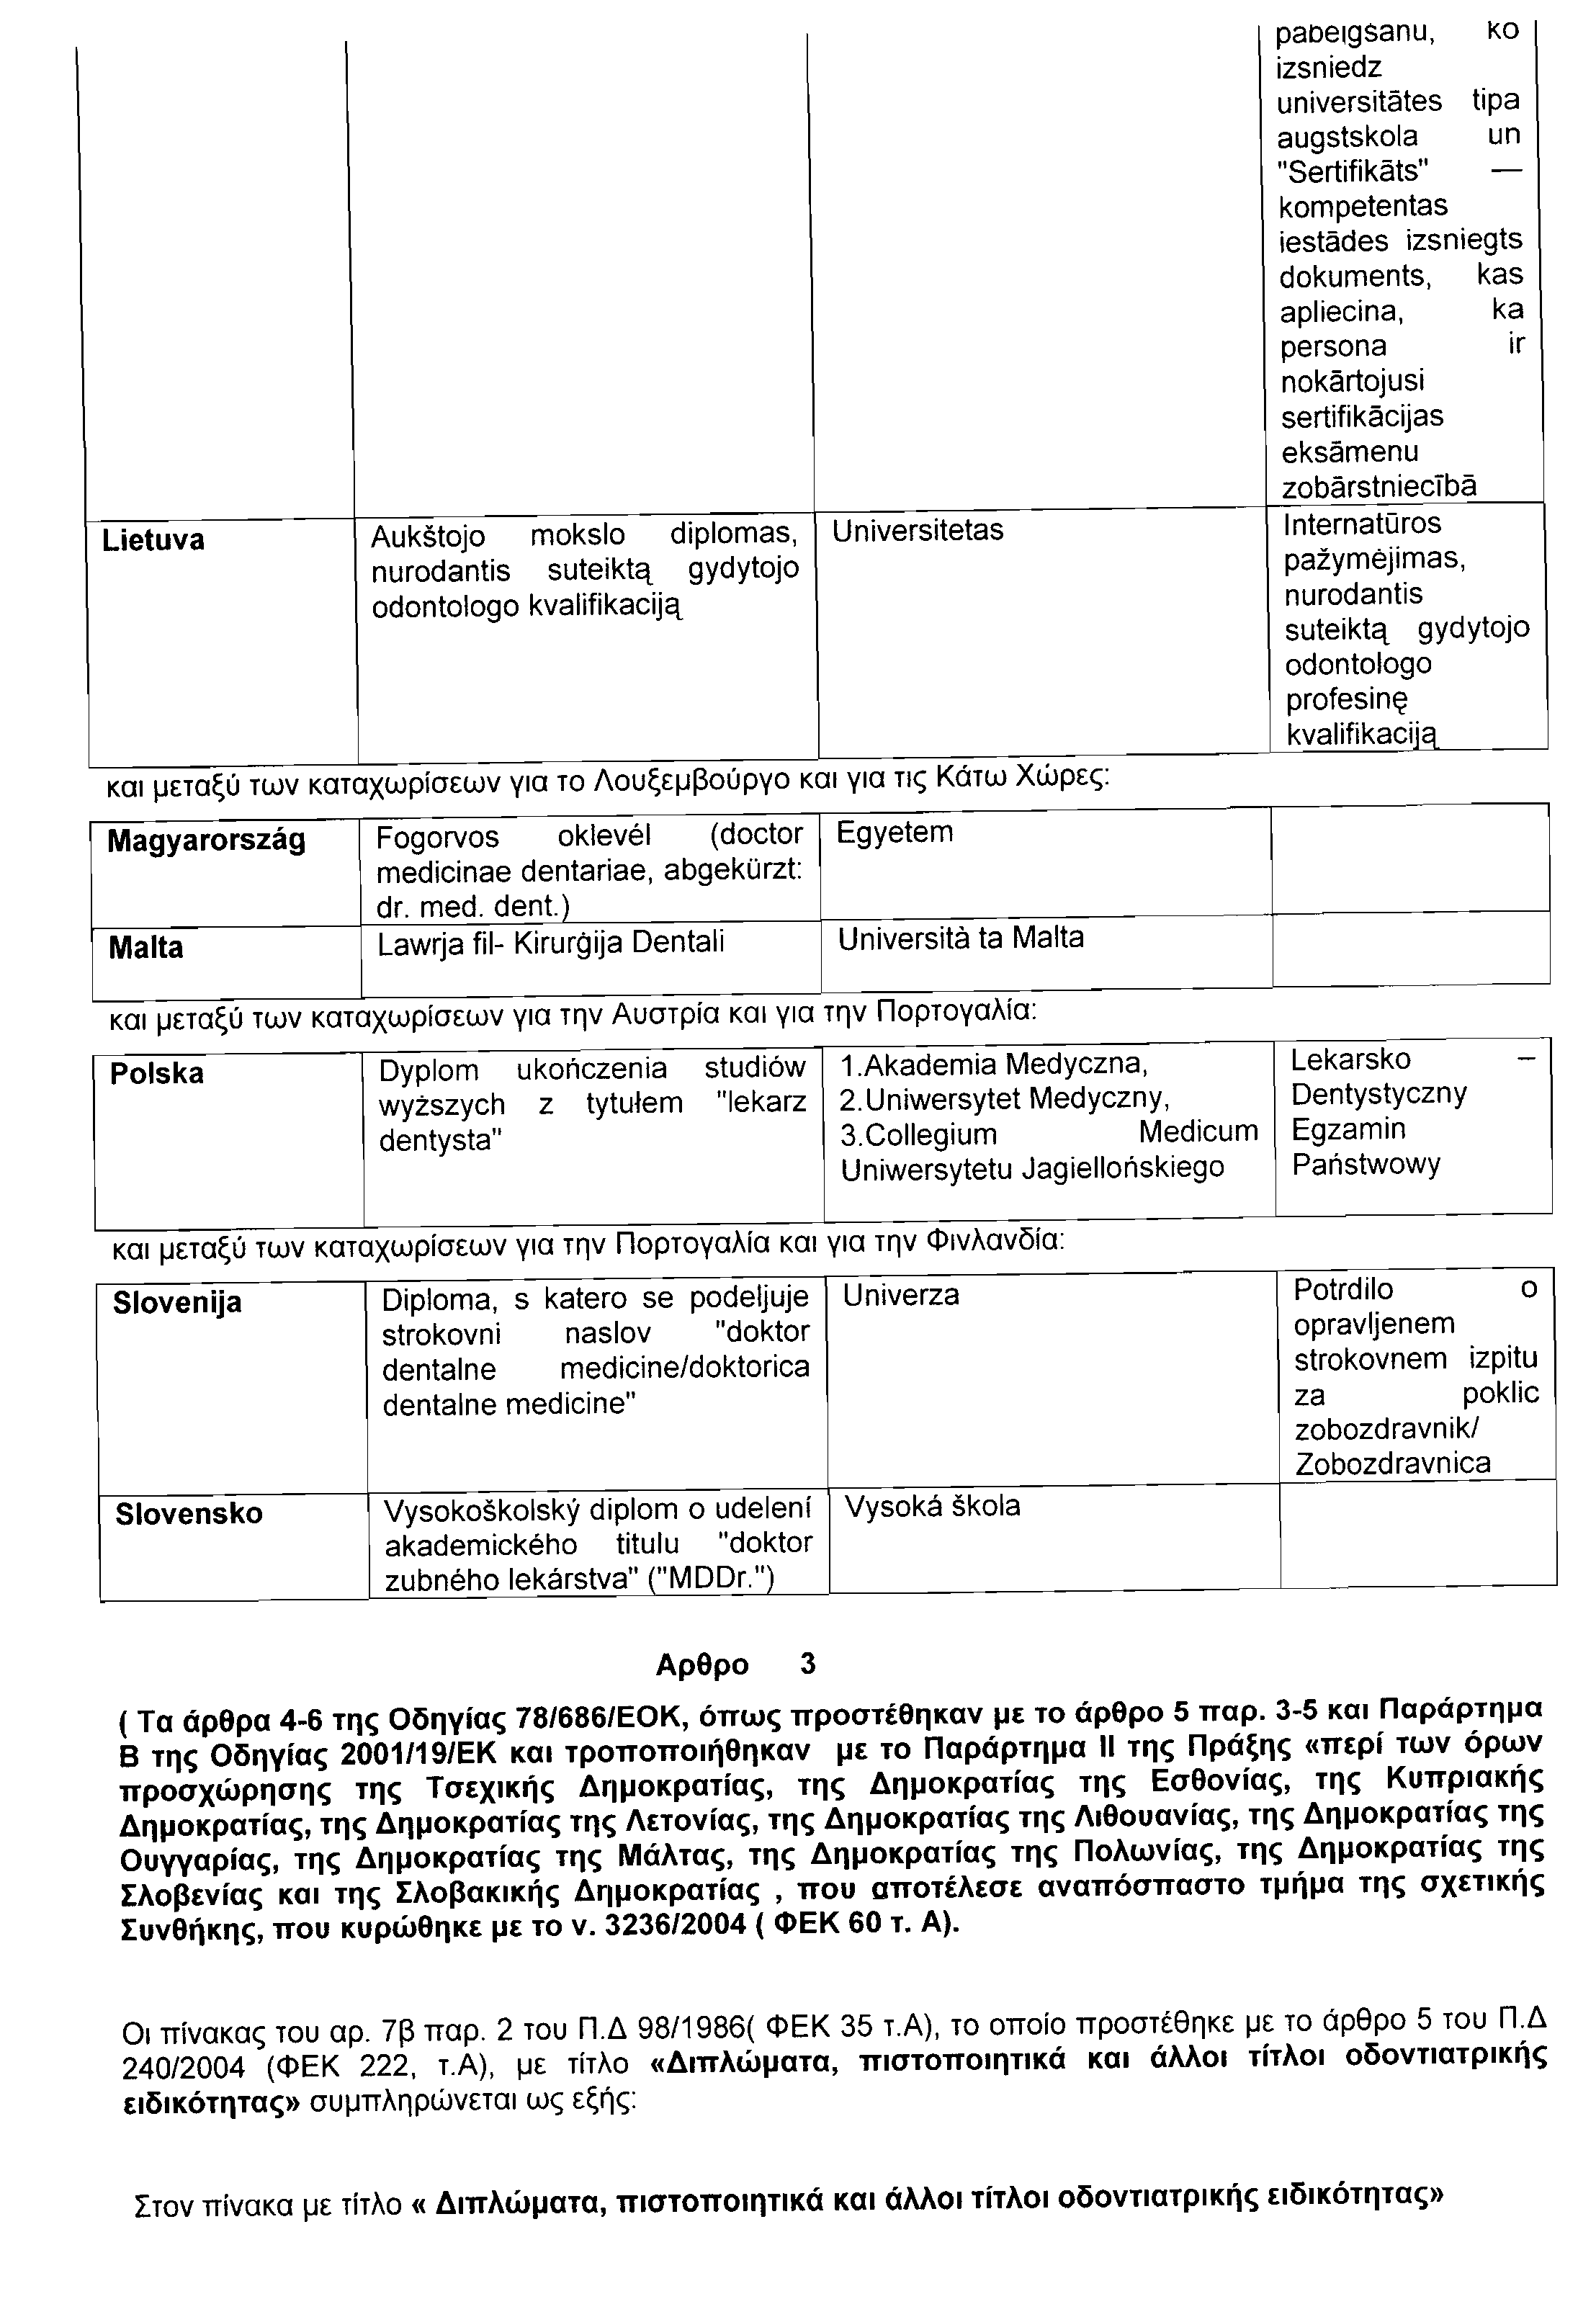 pabeigšanu, ko
izsniedz
universitātes tipa
augstskola un
"Sertifikāts" —
kompetentas
iestādes izsniegts
dokuments, kas
apliecina, ka
persona ir
nokārtojusi
sertifikācijas
eksāmenu
zobārstniecībā
Lietuva
Aukštojo mokslo diplomas,
nurodantis suteiktą gydytojo
odontologo kvalifikaciją
Universitetas
Internatūros
pažymėjimas,
nurodantis
suteiktą gydytojo
odontologo
profesinę
kvalifikaciją
και μεταξύ των καταχωρίσεων για το Λουξεμβούργο και για τις Κάτω Χώρες:
Magyarország
Fogorvos oklevél (doctor
medicinae dentariae, abgekürzt:
dr. med. dent.)
Egyetem
Malta
Lawrja fil- Kirurġija Dentali
Università ta Malta
και μεταξύ των καταχωρίσεων για την Αυστρία και για την Πορτογαλία:
Polska
Dyplom ukończenia studiów
wyższych z tytułem "lekarz
dentysta"
1.Akademia Medyczna,
2.Uniwersytet Medyczny,
3.Collegium Medicum
Uniwersytetu Jagiellońskiego
Lekarsko –
Dentystyczny
Egzamin
Państwowy
και μεταξύ των καταχωρίσεων για την Πορτογαλία και για την Φινλανδία:
Slovenija
Diploma, s katero se podeljuje
strokovni naslov "doktor
dentalne medicine/doktorica
dentalne medicine"
Univerza
Potrdilo o
opravljenem
strokovnem izpitu
za poklic
zobozdravnik/
Zobozdravnica
Slovensko
Vysokoškolský diplom o udelení
akademického titulu "doktor
zubného lekárstva" ("MDDr.")
Vysoká škola
Αρθρο 3
( Τα άρθρα 4-6 της Οδηγίας 78/686/ΕΟΚ, όπως προστέθηκαν με το άρθρο 5 παρ. 3-5 και Παράρτημα
Β της Οδηγίας 2001/19/ΕΚ και τροποποιήθηκαν με το Παράρτημα ΙΙ της Πράξης «περί των όρων
προσχώρησης της Τσεχικής Δημοκρατίας, της Δημοκρατίας της Εσθονίας, της Κυπριακής
Δημοκρατίας, της Δημοκρατίας της Λετονίας, της Δημοκρατίας της Λιθουανίας, της Δημοκρατίας της
Ουγγαρίας, της Δημοκρατίας της Μάλτας, της Δημοκρατίας της Πολωνίας, της Δημοκρατίας της
Σλοβενίας και της Σλοβακικής Δημοκρατίας , που αποτέλεσε αναπόσπαστο τμήμα της σχετικής
Συνθήκης, που κυρώθηκε με το ν. 3236/2004 ( ΦΕΚ 60 τ. Α).
Οι πίνακας του αρ. 7β παρ. 2 του Π.Δ 98/1986( ΦΕΚ 35 τ.Α), το οποίο προστέθηκε με το άρθρο 5 του Π.Δ
240/2004 (ΦΕΚ 222, τ.Α), με τίτλο «Διπλώματα, πιστοποιητικά και άλλοι τίτλοι οδοντιατρικής
ειδικότητας» συμπληρώνεται ως εξής:
Στον πίνακα με τίτλο « Διπλώματα, πιστοποιητικά και άλλοι τίτλοι οδοντιατρικής ειδικότητας»